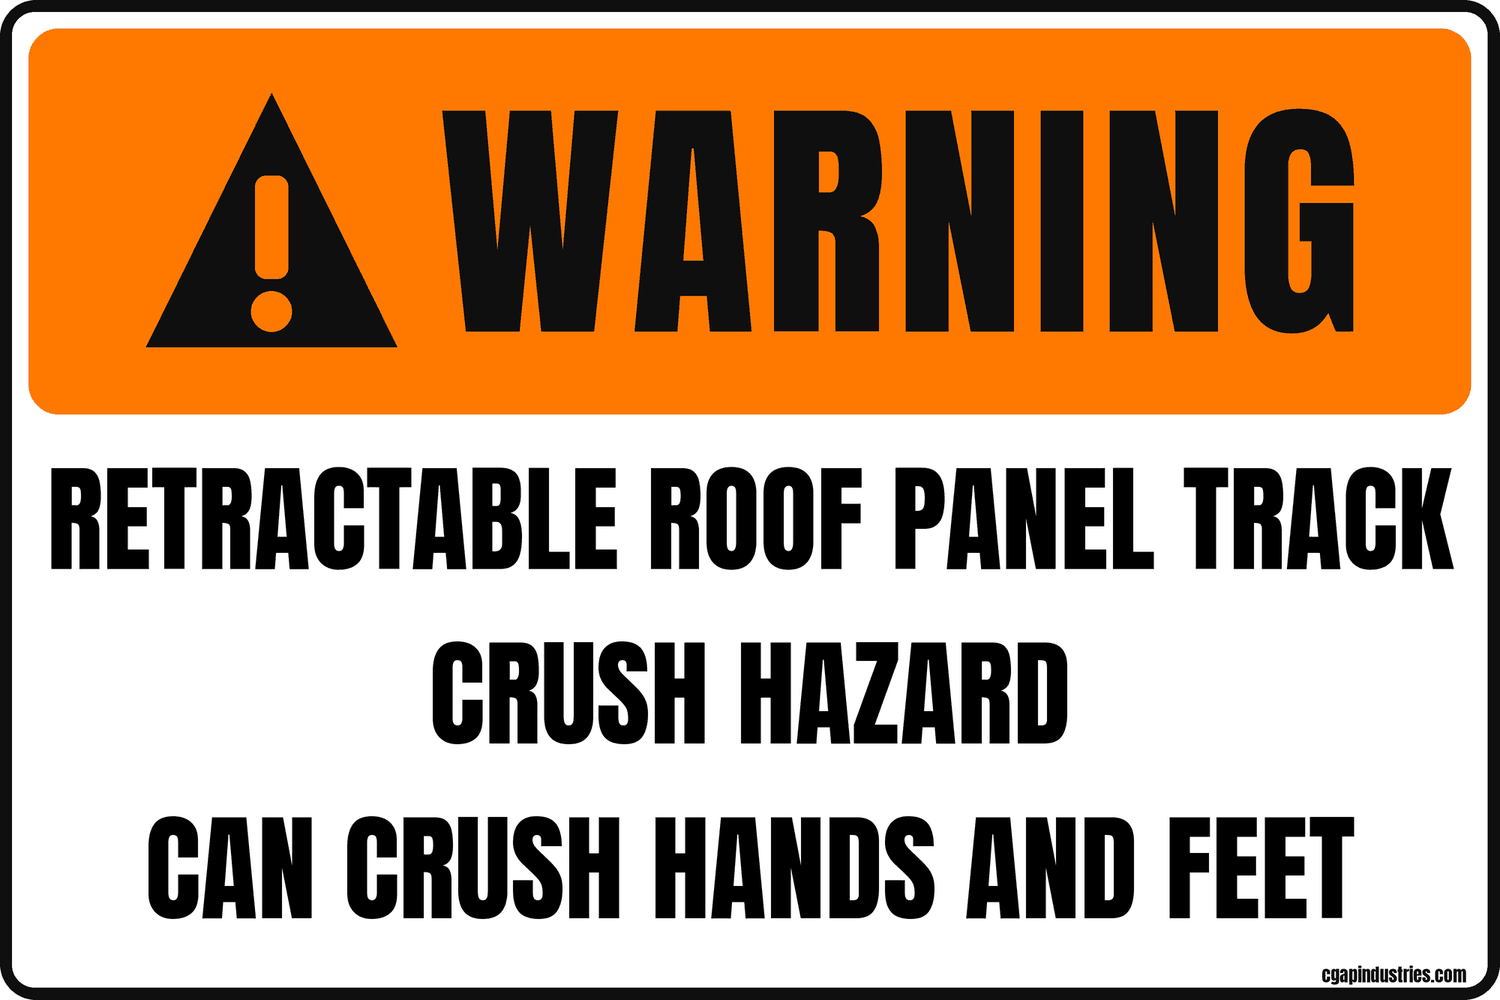 WARNING
RETRACTABLE ROOF PANEL TRACK
CRUSH HAZARD
CAN CRUSH HANDS AND FEET
cgapindustries.com